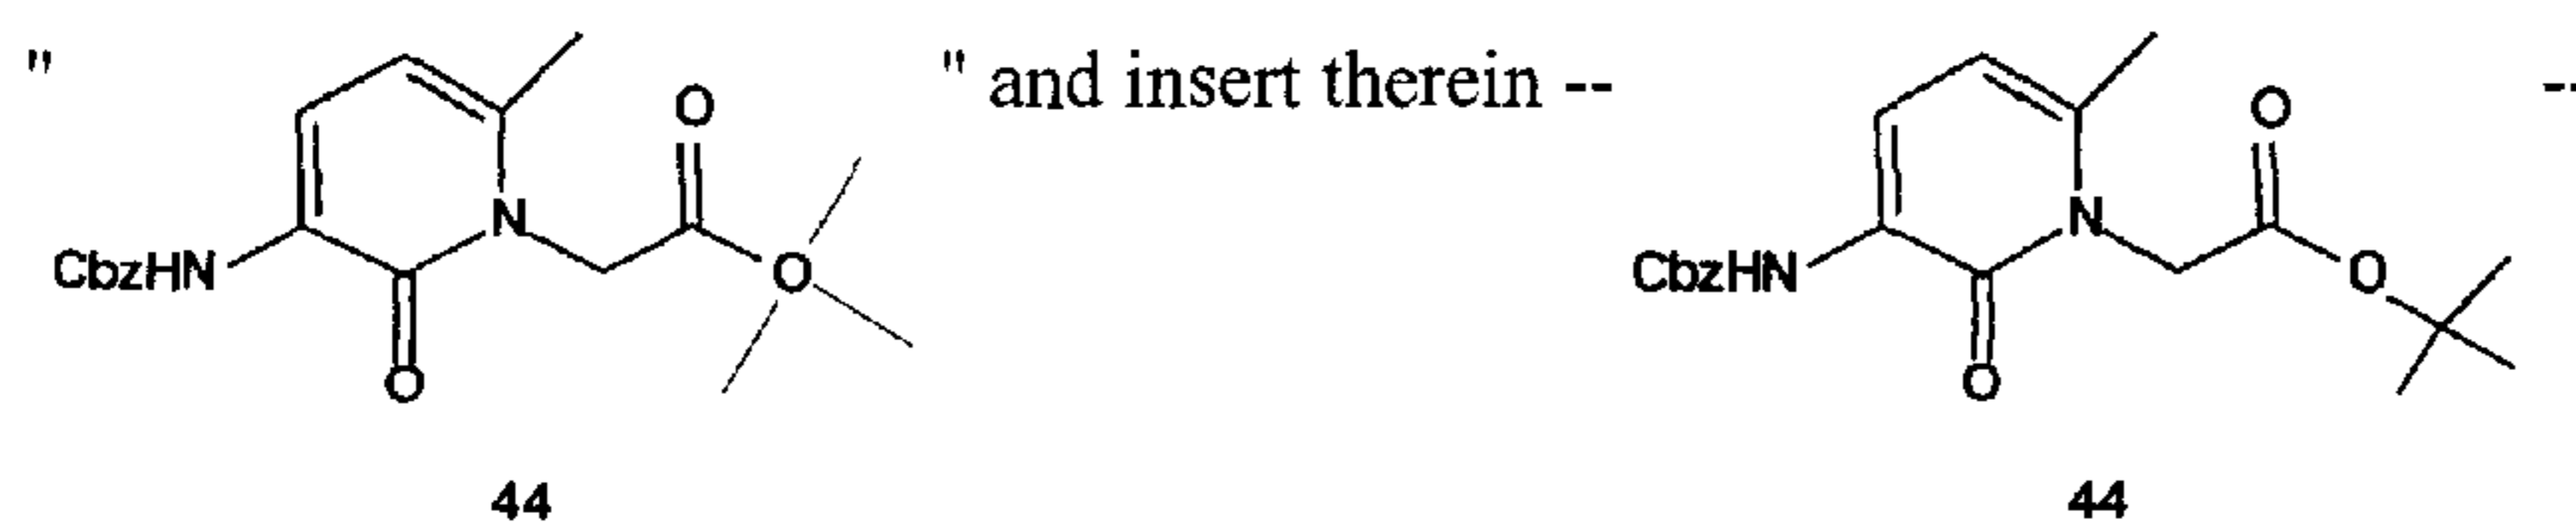 " " and insert therein -- --
O O
N N
CbzHN O CbzHN O
O O
44 44